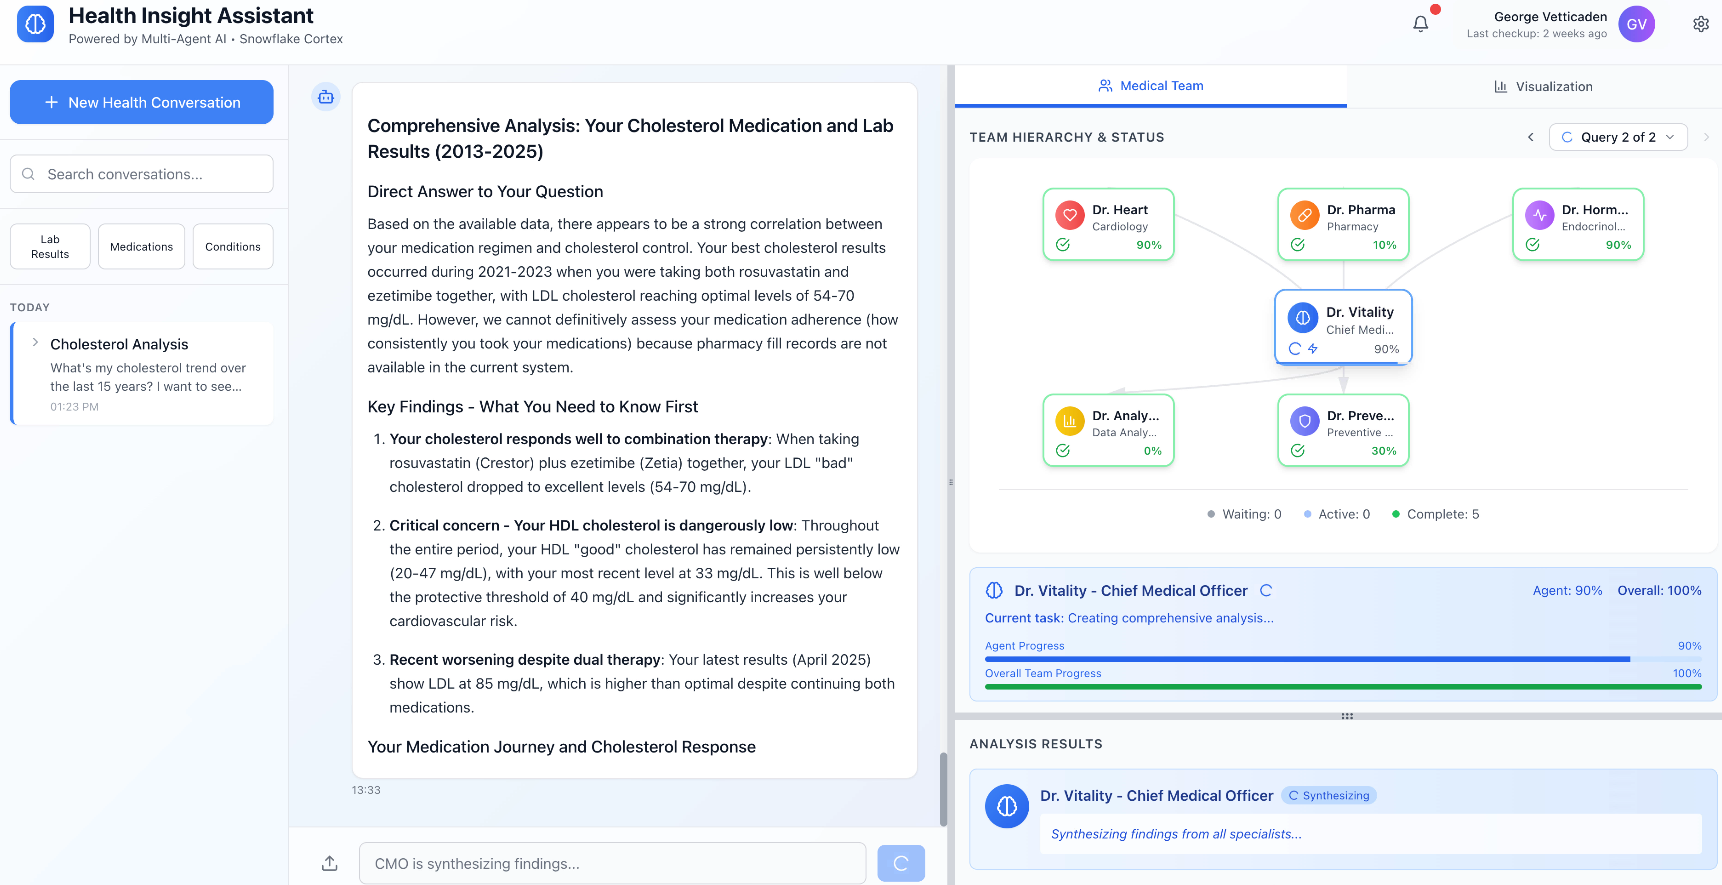 Health Insight Assistant
Powered by Multi-Agent AI • Snowflake Cortex
George Vetticaden
Last checkup: 2 weeks ago
GV
New Health Conversation
Search conversations...
Lab
Results
Medications
Conditions
TODAY
Cholesterol Analysis
What's my cholesterol trend over
the last 15 years? I want to see...
01:23 PM
Comprehensive Analysis: Your Cholesterol Medication and Lab
Results (2013-2025)
Direct Answer to Your Question
Based on the available data, there appears to be a strong correlation between
your medication regimen and cholesterol control. Your best cholesterol results
occurred during 2021-2023 when you were taking both rosuvastatin and
ezetimibe together, with LDL cholesterol reaching optimal levels of 54-70
mg/dL. However, we cannot definitively assess your medication adherence (how
consistently you took your medications) because pharmacy fill records are not
available in the current system.
Key Findings - What You Need to Know First
1. Your cholesterol responds well to combination therapy: When taking
rosuvastatin (Crestor) plus ezetimibe (Zetia) together, your LDL "bad"
cholesterol dropped to excellent levels (54-70 mg/dL).
2. Critical concern - Your HDL cholesterol is dangerously low: Throughout
the entire period, your HDL "good" cholesterol has remained persistently low
(20-47 mg/dL), with your most recent level at 33 mg/dL. This is well below
the protective threshold of 40 mg/dL and significantly increases your
cardiovascular risk.
3. Recent worsening despite dual therapy: Your latest results (April 2025)
show LDL at 85 mg/dL, which is higher than optimal despite continuing both
medications.
Your Medication Journey and Cholesterol Response
13:33
CMO is synthesizing findings...
Medical Team
Visualization
TEAM HIERARCHY & STATUS
Query 2 of 2
Dr. Heart
Cardiology
90%
Dr. Pharma
Pharmacy
10%
Dr. Horm...
Endocrinol...
90%
Dr. Vitality
Chief Medi...
90%
Dr. Analy...
Data Analy...
0%
Dr. Preve...
Preventive ...
30%
Waiting: 0
Active: 0
Complete: 5
Dr. Vitality - Chief Medical Officer
Agent: 90%
Overall: 100%
Current task: Creating comprehensive analysis...
Agent Progress
90%
Overall Team Progress
100%
ANALYSIS RESULTS
Dr. Vitality - Chief Medical Officer
Synthesizing
Synthesizing findings from all specialists...